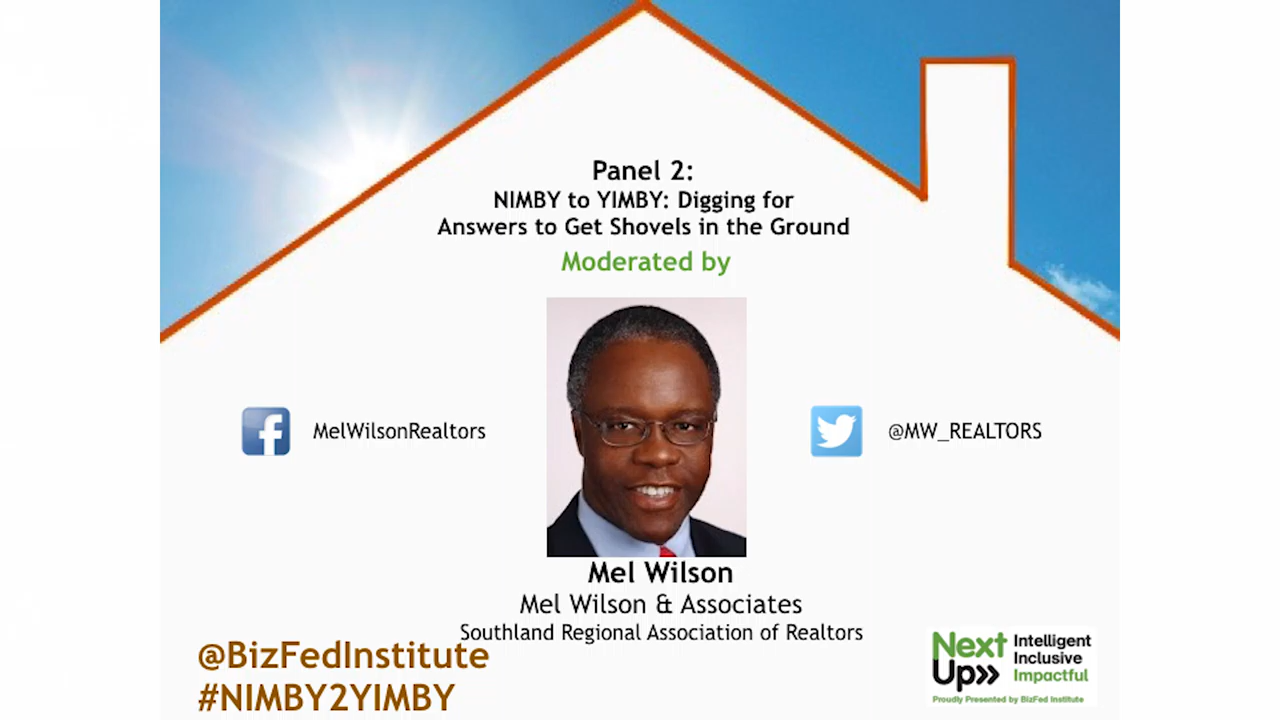 Panel 2:
NIMBY to YIMBY: Digging for
Answers to Get Shovels in the Ground
Moderated by
MelWilsonRealtors
@MW_REALTORS
Mel Wilson
Mel Wilson & Associates
Southland Regional Association of Realtors
@BizFedInstitute
#NIMBY2YIMBY
Next Up>>
Intelligent
Inclusive
Impactful
Proudly Presented by BizFed Institute